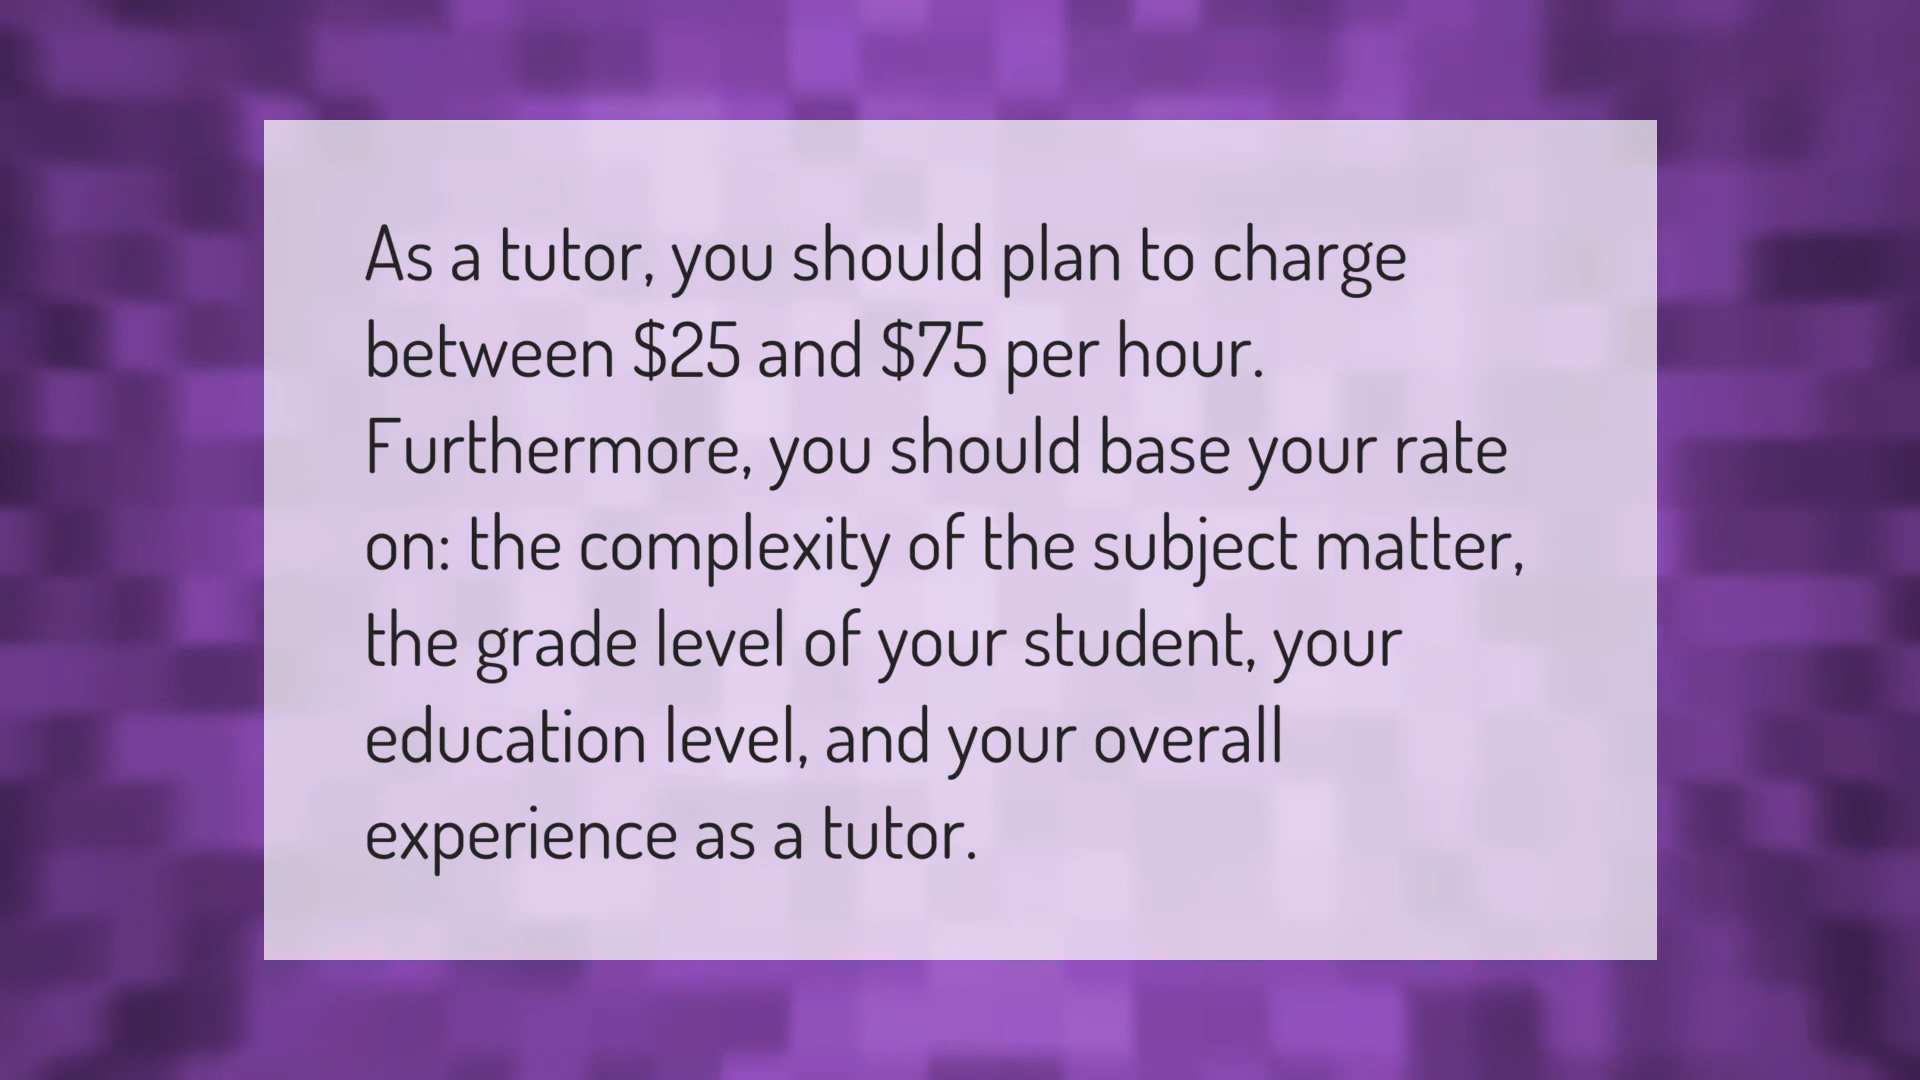 As a tutor, you should plan to charge
between $25 and $75 per hour.
Furthermore, you should base your rate
on: the complexity of the subject matter,
the grade level of your student, your
education level, and your overall
experience as a tutor.